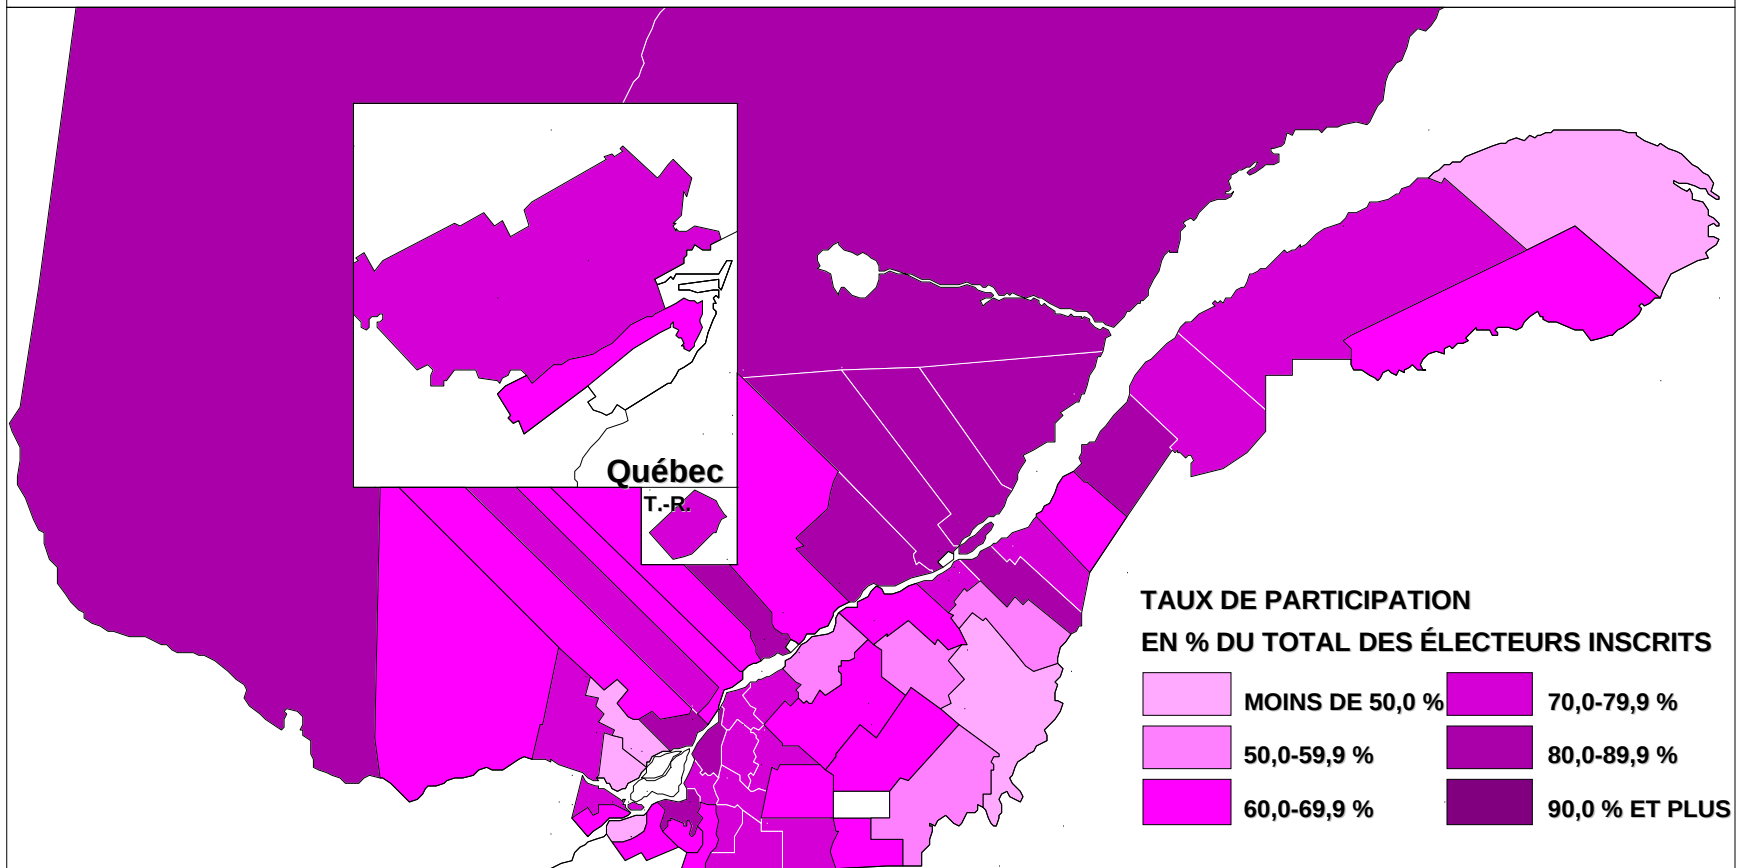 Québec
T.-R.
TAUX DE PARTICIPATION
EN % DU TOTAL DES ÉLECTEURS INSCRITS
MOINS DE 50,0 %
50,0-59,9 %
60,0-69,9 %
70,0-79,9 %
80,0-89,9 %
90,0 % ET PLUS